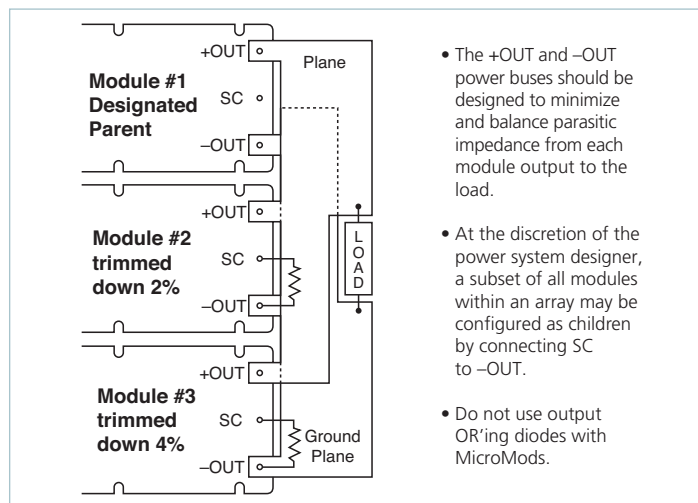 +OUT
Plane
Module #1
Designated
Parent
SC
–OUT
+OUT
Module #2
trimmed
down 2%
SC
–OUT
LOAD
+OUT
Module #3
trimmed
down 4%
SC
Ground
Plane
–OUT
• The +OUT and –OUT
power buses should be
designed to minimize
and balance parasitic
impedance from each
module output to the
load.
• At the discretion of the
power system designer,
a subset of all modules
within an array may be
configured as children
by connecting SC
to –OUT.
• Do not use output
OR'ing diodes with
MicroMods.